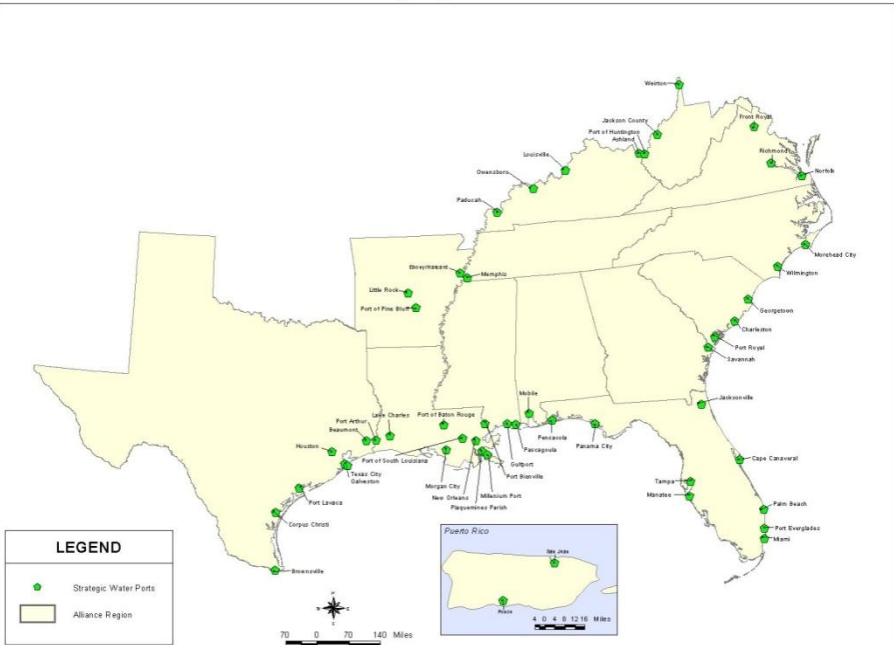 Weirton
Jackson County
Port of Huntington
Ashland
Front Royal
Richmond
Norfolk
Louisville
Owensboro
Paducah
Memphis
Morehead City
Wilmington
Little Rock
Port of Pine Bluff
Georgetown
Charleston
Port Royal
Savannah
Jacksonville
Mobile
Port of Baton Rouge
Lake Charles
Port Arthur
Beaumont
Houston
Port of South Louisiana
Pensacola
Panama City
Pascagoula
Gulfport
Port Bienville
Morgan City
New Orleans
Millenium Port
Plaquemines Parish
Texas City
Galveston
Port Lavaca
Corpus Christi
Brownsville
Cape Canaveral
Tampa
Manatee
Palm Beach
Port Everglades
Miami
LEGEND
Strategic Water Ports
Alliance Region
70 0 70 140 Miles
Puerto Rico
San Juan
Ponce
4 0 4 8 12 16 Miles